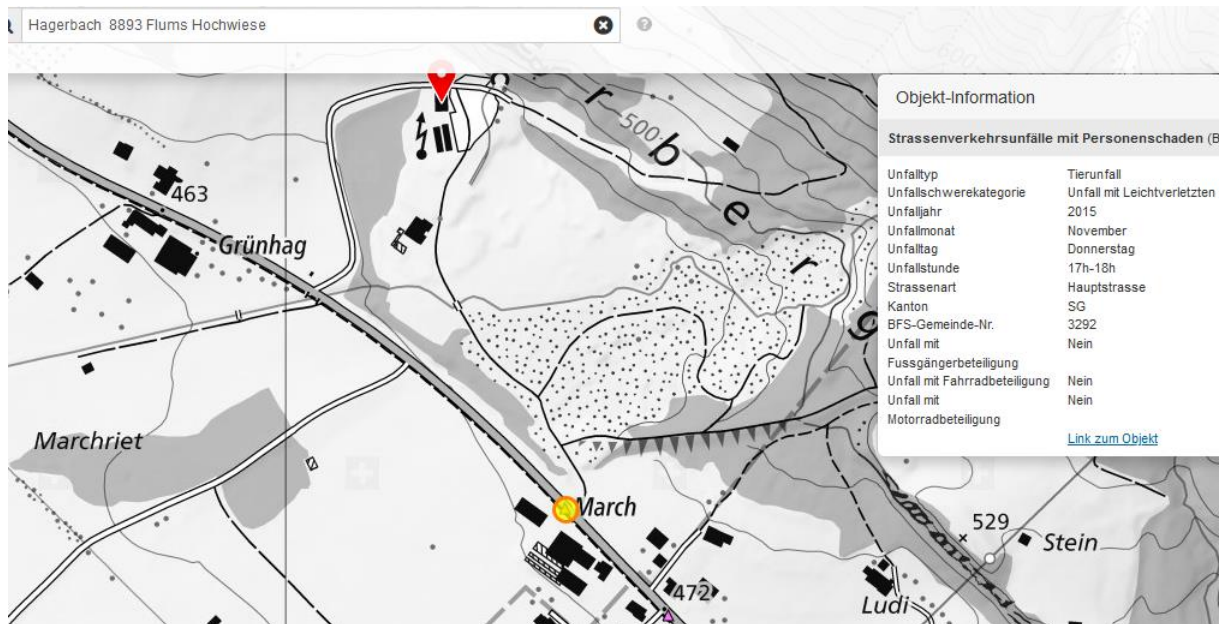 Hagerbach 8893 Flums Hochwiese
Objekt-Information
Strassenverkehrsunfälle mit Personenschaden (B
Unfalltyp Tierunfall
Unfallschwerekategorie Unfall mit Leichtverletzten
Unfalljahr 2015
Unfallmonat November
Unfalltag Donnerstag
Unfallstunde 17h-18h
Strassenart Hauptstrasse
Kanton SG
BFS-Gemeinde-Nr. 3292
Unfall mit Nein
Fussgängerbeteiligung
Unfall mit Fahrradbeteiligung Nein
Unfall mit Nein
Motorradbeteiligung
Link zum Objekt
500
r
b
e
r
g
463
Grünhag
Marchriet
March
529
Stein
472
Ludi